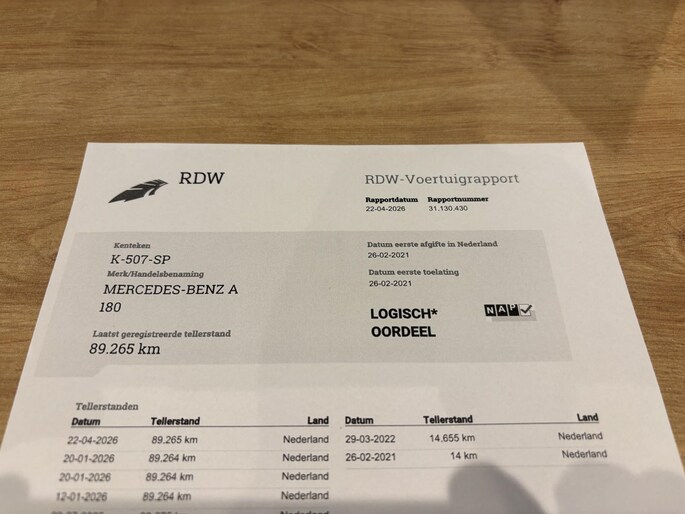 RDW
RDW-Voertuigrapport
Rapportdatum Rapportnummer
22-04-2026 31.130.430
Kenteken
K-507-SP
Merk/Handelsbenaming
MERCEDES-BENZ A
180
Laatst geregistreerde tellerstand
89.265 km
Datum eerste afgifte in Nederland
26-02-2021
Datum eerste toelating
26-02-2021
LOGISCH*
OORDEEL
NAP
Tellerstanden
Datum Tellerstand Land Datum Tellerstand Land
22-04-2026 89.265 km Nederland 29-03-2022 14.655 km Nederland
20-01-2026 89.264 km Nederland 26-02-2021 14 km Nederland
20-01-2026 89.264 km Nederland
12-01-2026 89.264 km Nederland